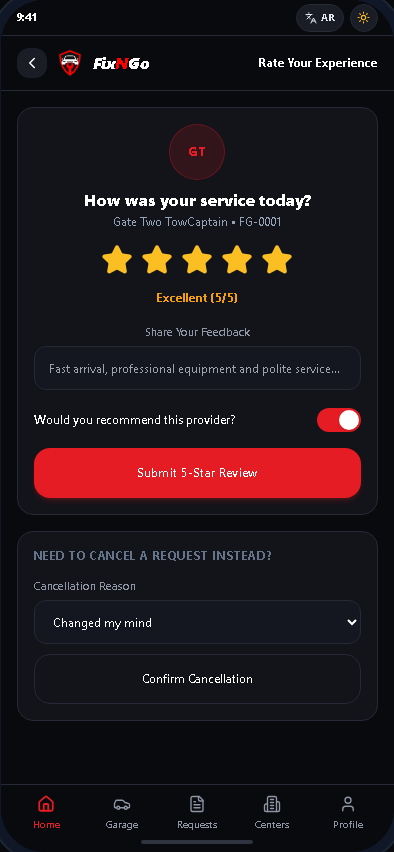 9:41
AR
FixNGo
Rate Your Experience
GT
How was your service today?
Gate Two TowCaptain • FG-0001
Excellent (5/5)
Share Your Feedback
Fast arrival, professional equipment and polite service...
Would you recommend this provider?
Submit 5-Star Review
NEED TO CANCEL A REQUEST INSTEAD?
Cancellation Reason
Changed my mind
Confirm Cancellation
Home Garage Requests Centers Profile